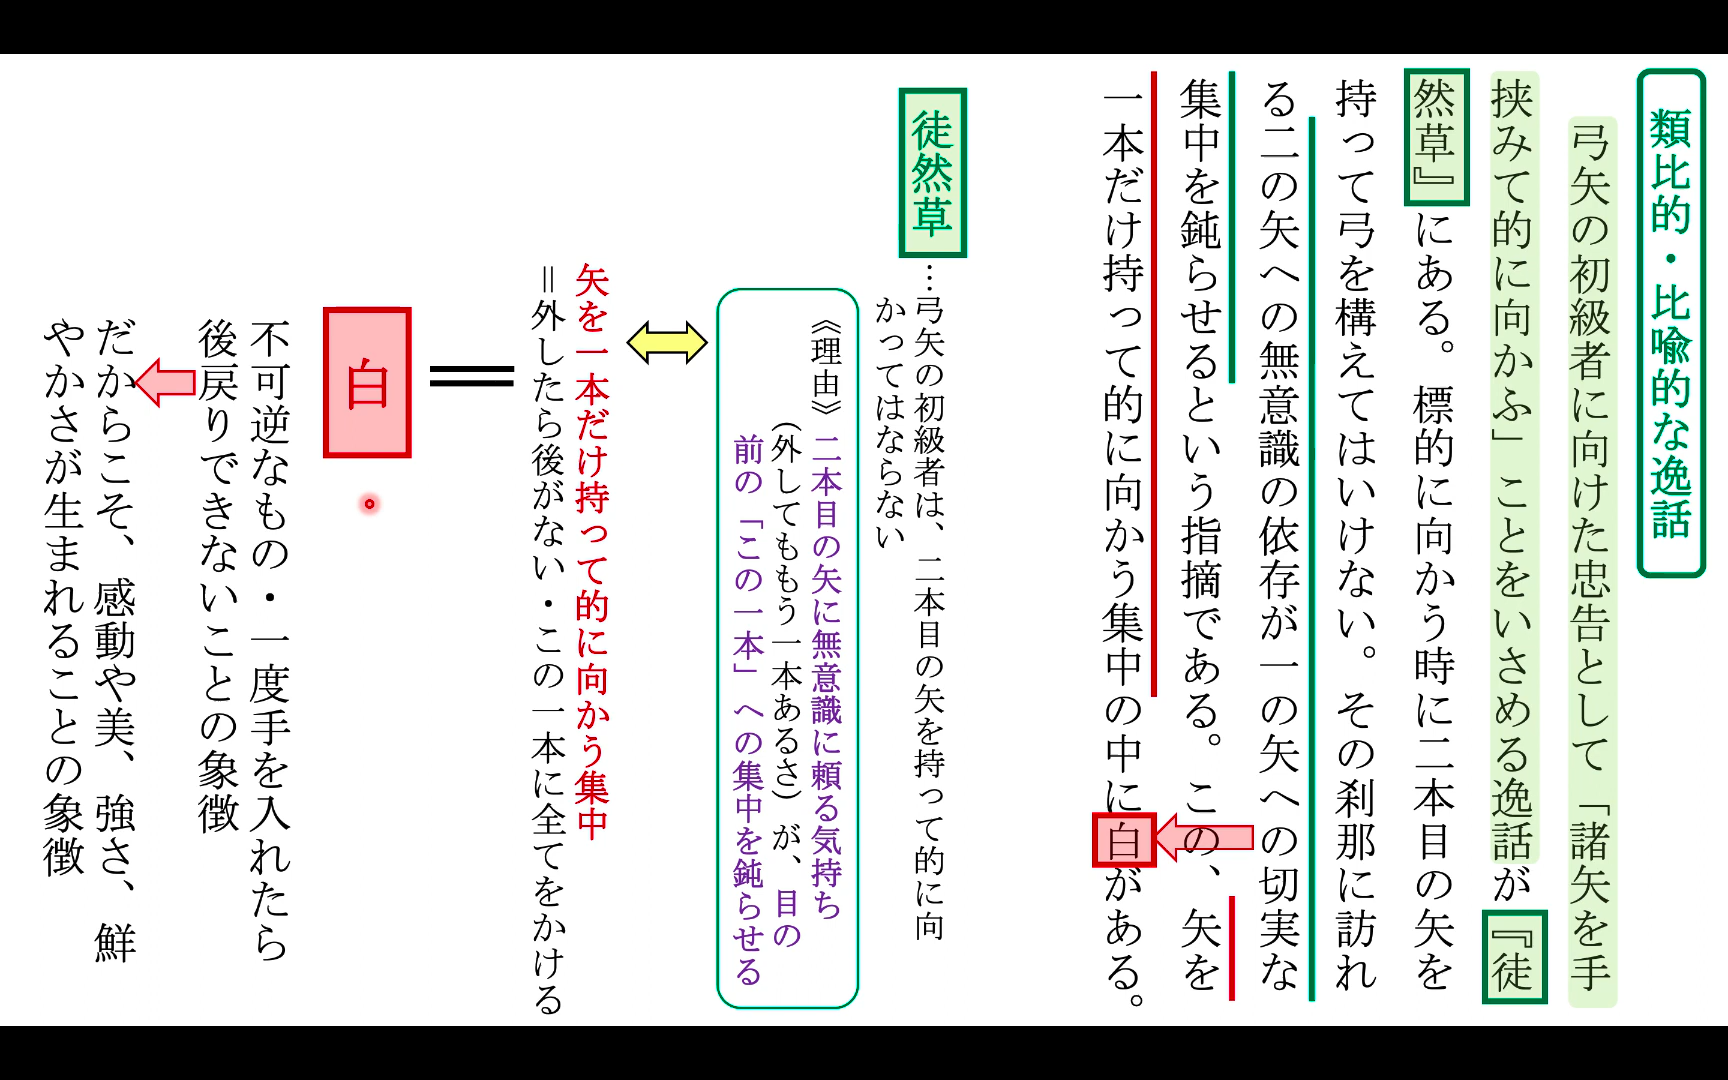 類比的・比喩的な逸話
弓矢の初級者に向けた忠告として「諸矢を手
挟みて的に向かふ」ことをいさめる逸話が『徒
然草』にある。標的に向かう時に二本目の矢を
持って弓を構えてはいけない。その刹那に訪れ
る二の矢への無意識の依存が一の矢への切実な
集中を鈍らせるという指摘である。この、矢を
一本だけ持って的に向かう集中の中に白がある。
徒然草…弓矢の初級者は、二本目の矢を持って的に向
かってはならない
《理由》二本目の矢に無意識に頼る気持ち
(外してももう一本あるさ)が、目の
前の「この一本」への集中を鈍らせる
矢を一本だけ持って的に向かう集中
=外したら後がない・この一本に全てをかける
白
不可逆なもの・一度手を入れたら
後戻りできないことの象徴
だからこそ、感動や美、強さ、鮮
やかさが生まれることの象徴